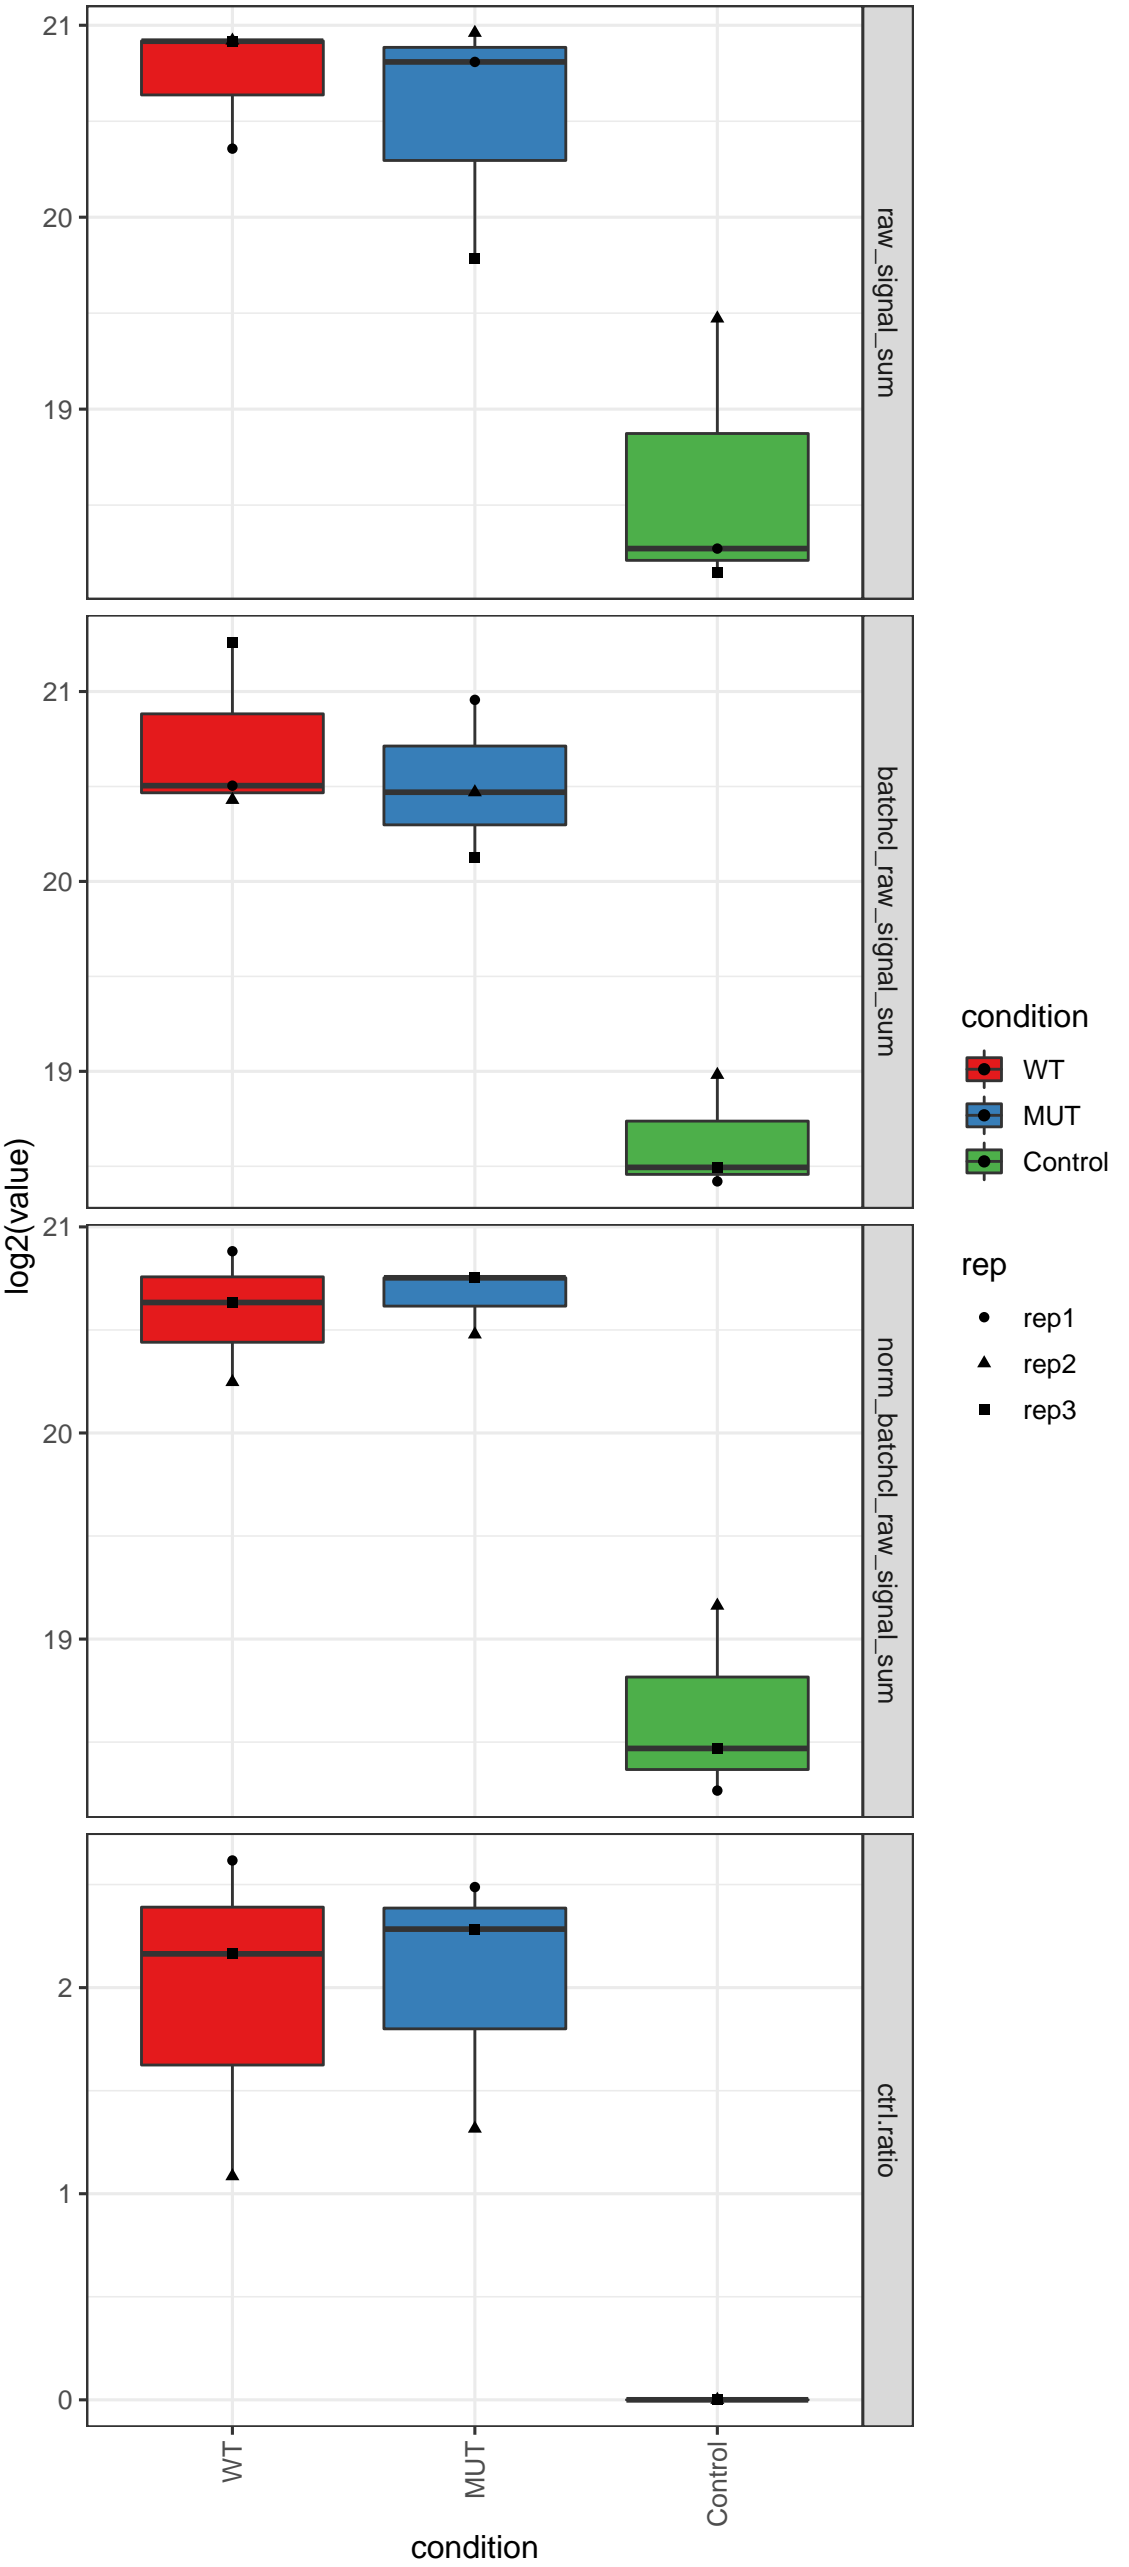 21
20
19
raw_signal_sum
21
20
19
batchcl_raw_signal_sum
21
20
19
norm_batchcl_raw_signal_sum
2
1
0
ctrl.ratio
log2(value)
WT
MUT
Control
condition
condition
WT
MUT
Control
rep
rep1
rep2
rep3